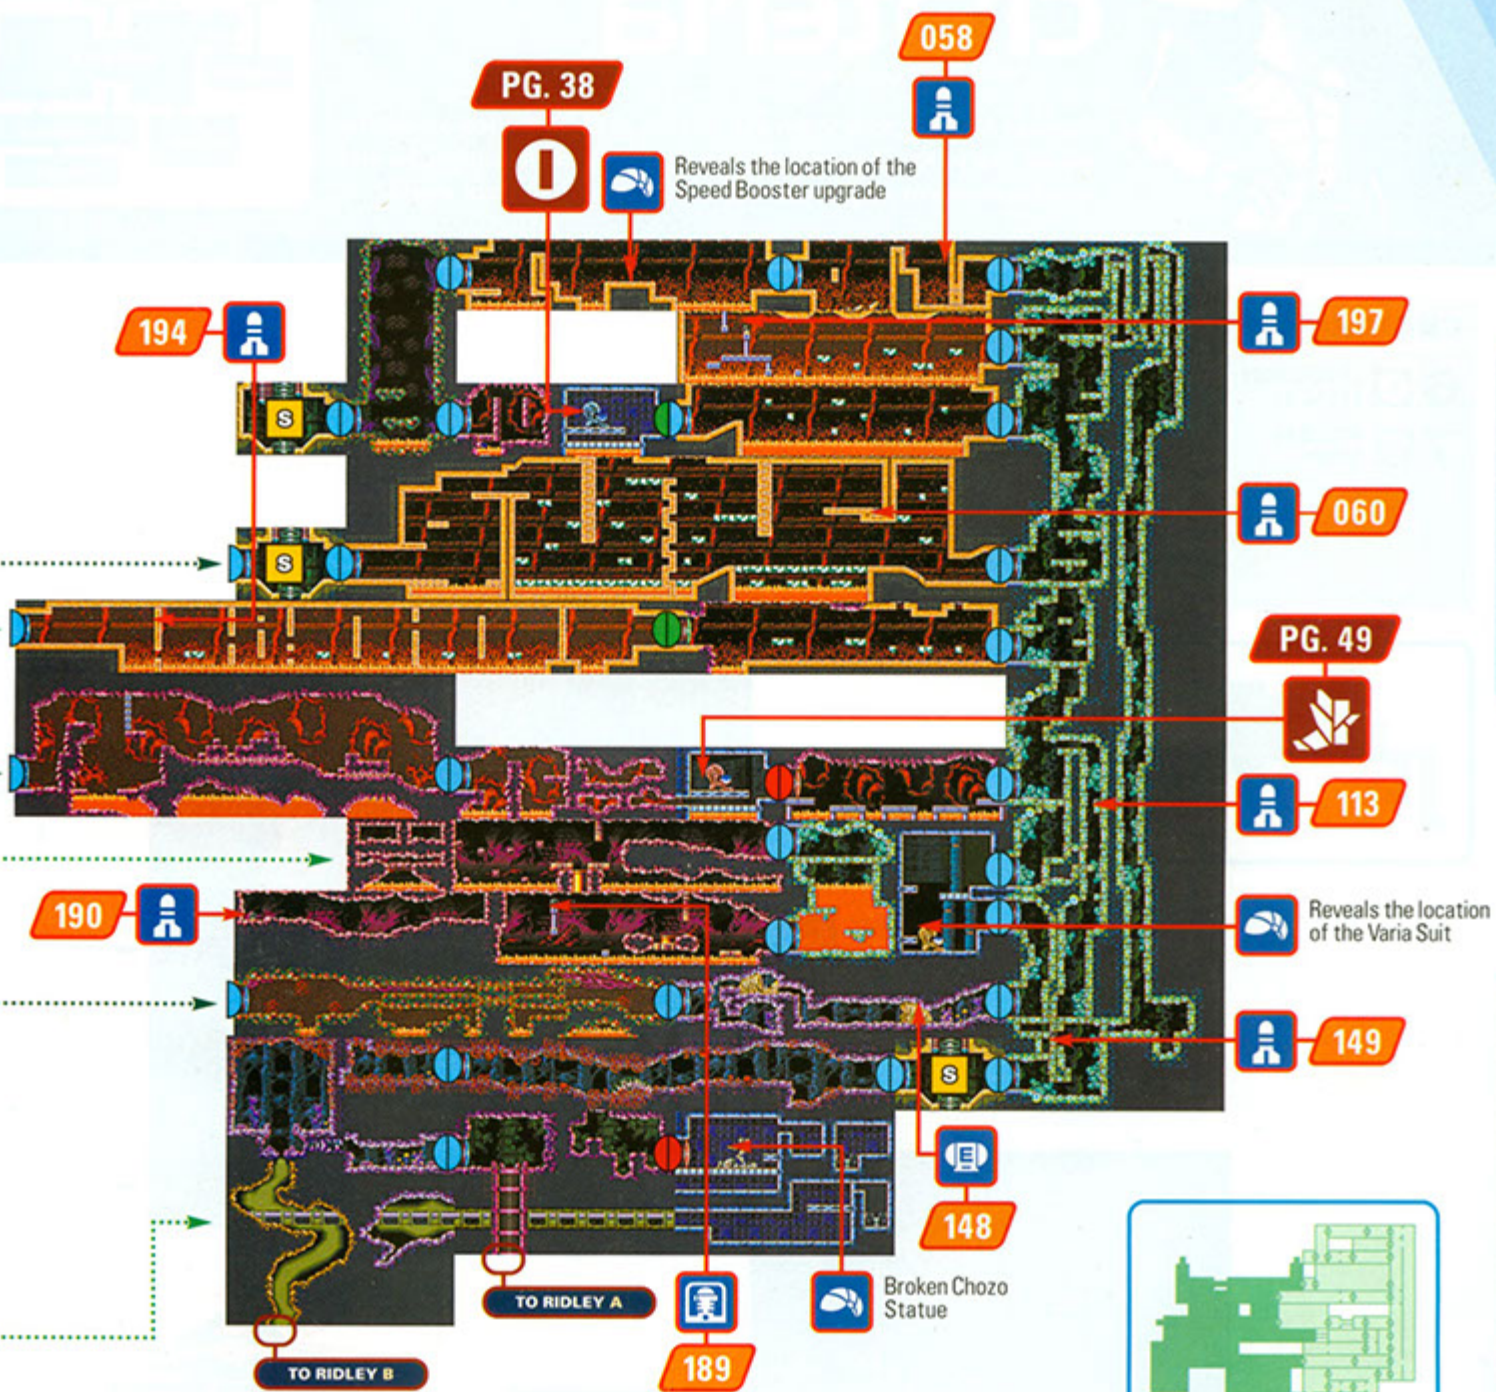 058
PG. 38
Reveals the location of the
Speed Booster upgrade
194
197
S
060
S
PG. 49
113
190
Reveals the location
of the Varia Suit
149
S
E
148
Broken Chozo
Statue
TO RIDLEY A
189
TO RIDLEY B